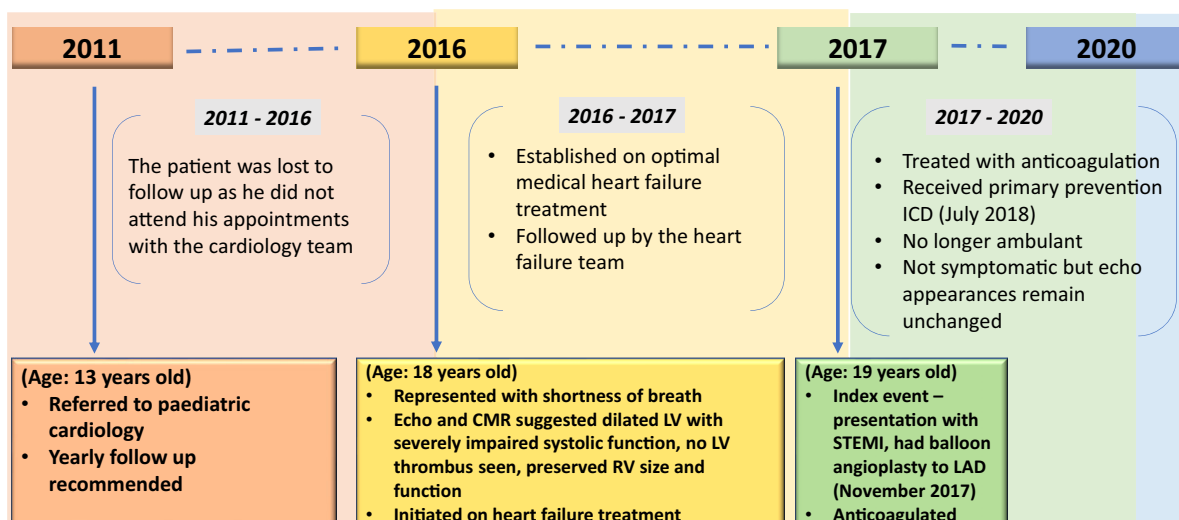 2011
2016
2017
2020
2011 - 2016
The patient was lost to
follow up as he did not
attend his appointments
with the cardiology team
2016 - 2017
• Established on optimal
medical heart failure
treatment
• Followed up by the heart
failure team
2017 - 2020
• Treated with anticoagulation
• Received primary prevention
ICD (July 2018)
• No longer ambulant
• Not symptomatic but echo
appearances remain
unchanged
(Age: 13 years old)
• Referred to paediatric
cardiology
• Yearly follow up
recommended
(Age: 18 years old)
• Represented with shortness of breath
• Echo and CMR suggested dilated LV with
severely impaired systolic function, no LV
thrombus seen, preserved RV size and
function
• Initiated on heart failure treatment
(Age: 19 years old)
• Index event –
presentation with
STEMI, had balloon
angioplasty to LAD
(November 2017)
• Anticoagulated